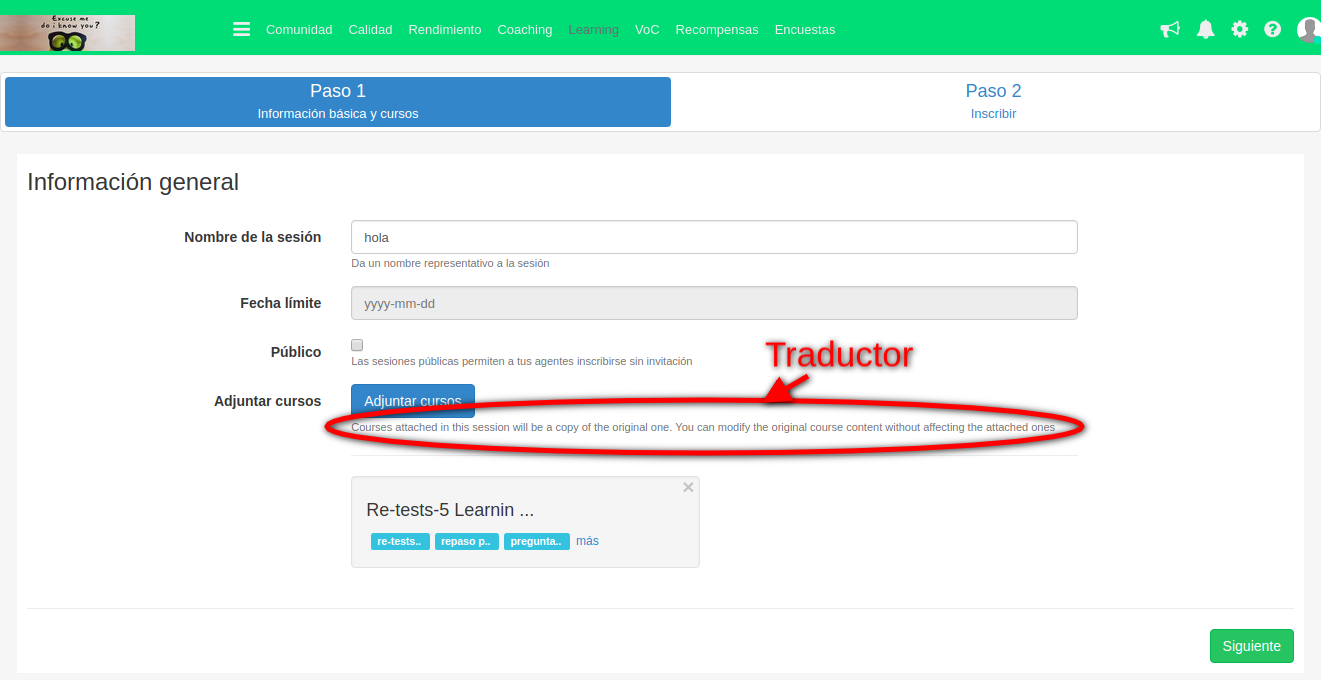 Excuse me
do i know you?
Comunidad Calidad Rendimiento Coaching Learning VoC Recompensas Encuestas
Paso 1
Información básica y cursos
Paso 2
Inscribir
Información general
Nombre de la sesión
hola
Da un nombre representativo a la sesión
Fecha límite
yyyy-mm-dd
Público
Las sesiones públicas permiten a tus agentes inscribirse sin invitación
Traductor
Adjuntar cursos
Adjuntar cursos
Courses attached in this session will be a copy of the original one. You can modify the original course content without affecting the attached ones
Re-tests-5 Learnin ...
re-tests.. repaso p.. pregunta.. más
Siguiente